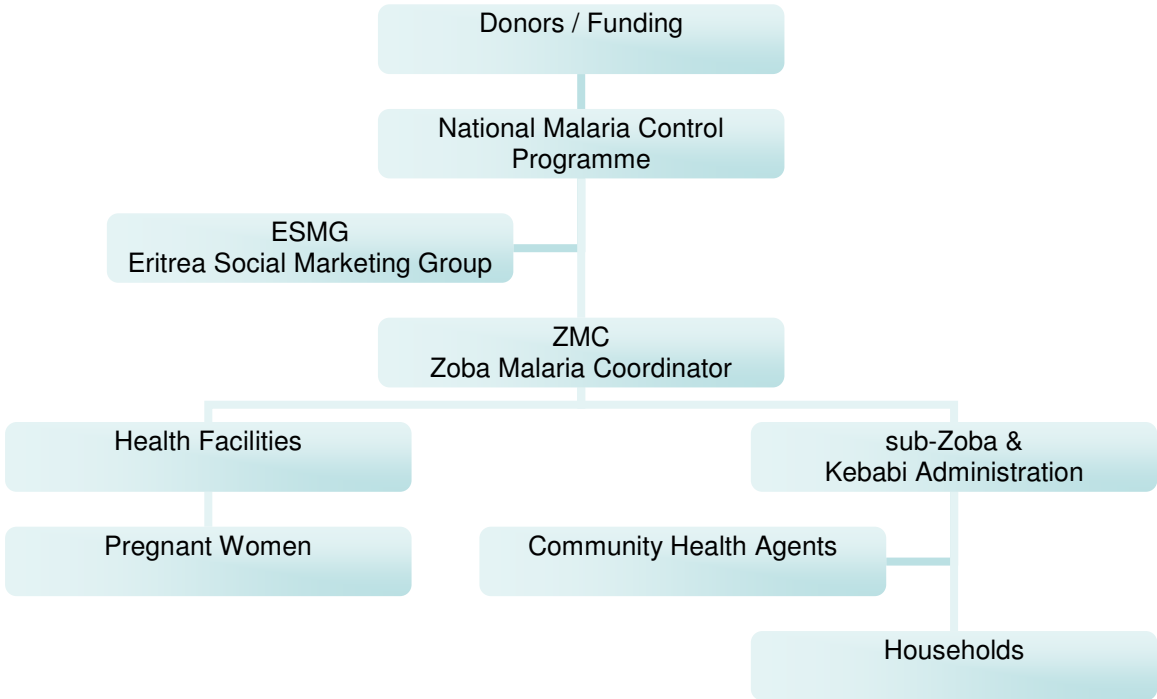 Donors / Funding
National Malaria Control
Programme
ESMG
Eritrea Social Marketing Group
ZMC
Zoba Malaria Coordinator
Health Facilities
sub-Zoba &
Kebabi Administration
Pregnant Women
Community Health Agents
Households